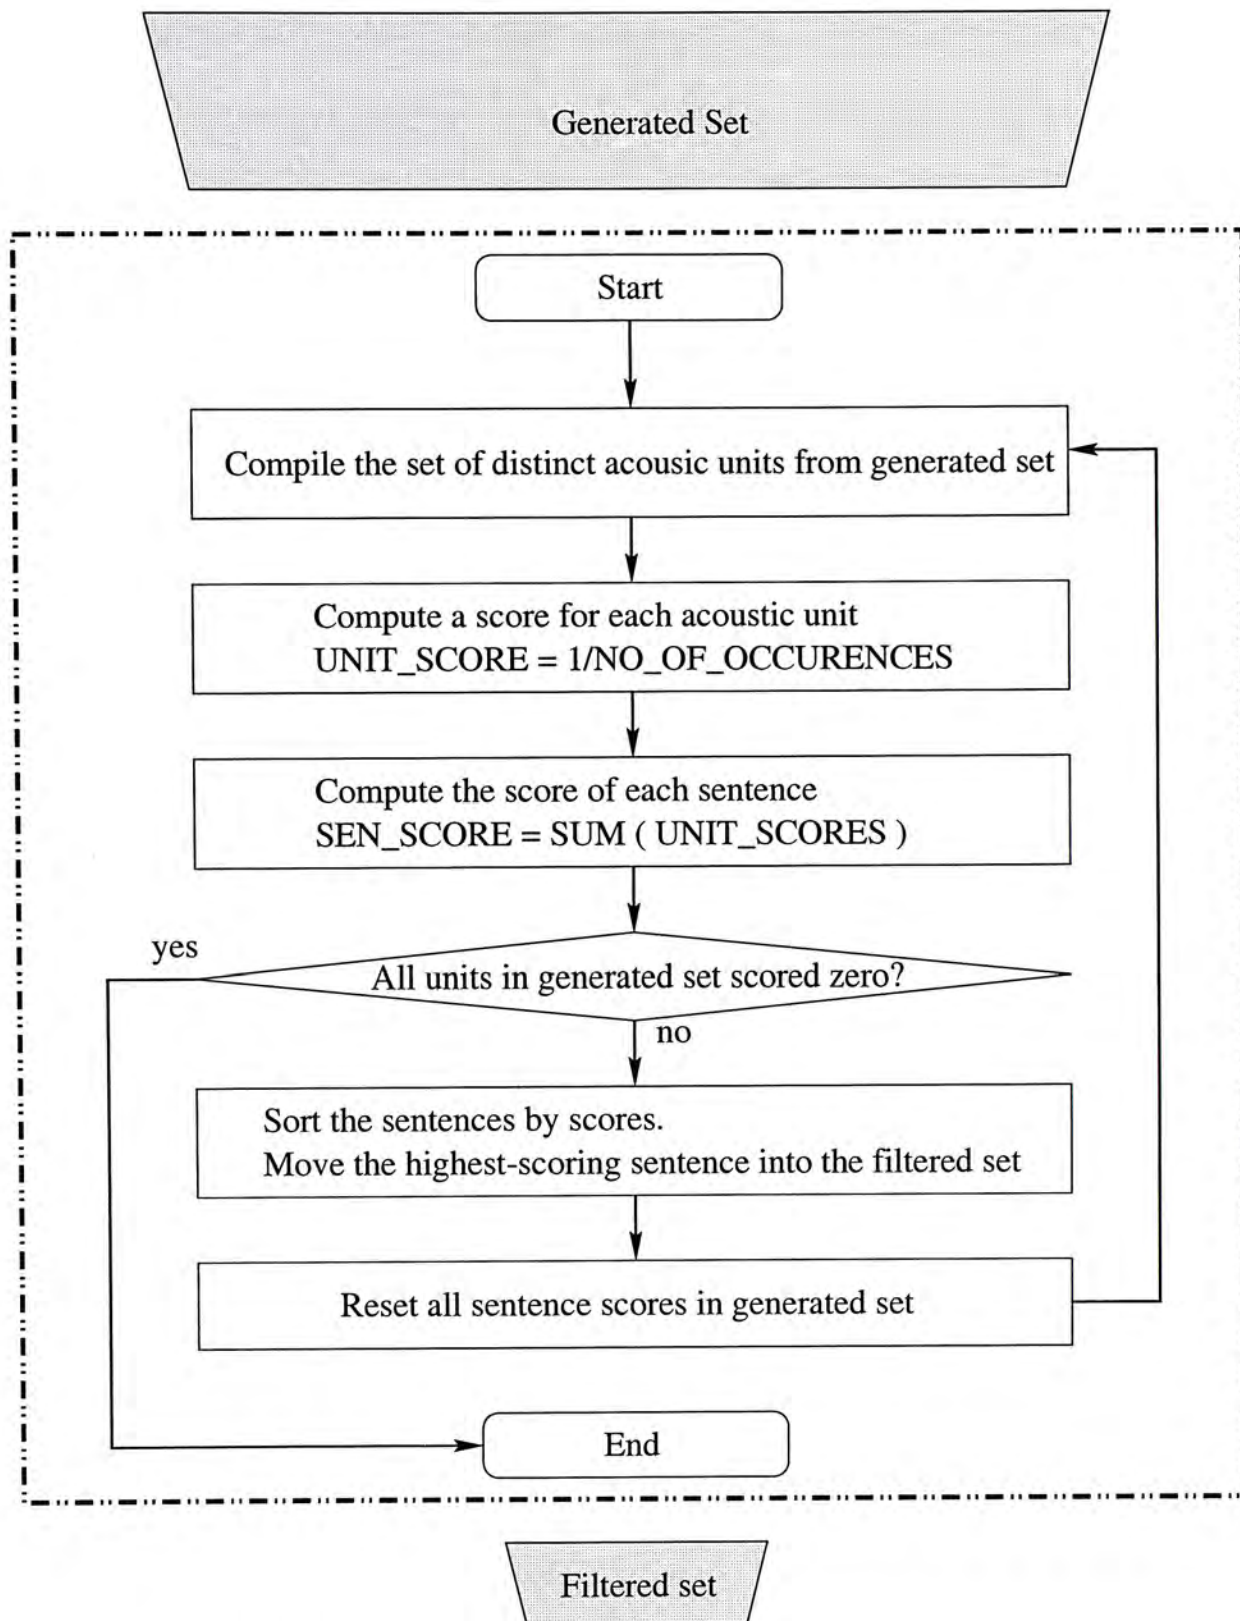 Generated Set
Start
Compile the set of distinct acousic units from generated set
Compute a score for each acoustic unit
UNIT_SCORE = 1/NO_OF_OCCURENCES
Compute the score of each sentence
SEN_SCORE = SUM ( UNIT_SCORES )
yes
All units in generated set scored zero?
no
Sort the sentences by scores.
Move the highest-scoring sentence into the filtered set
Reset all sentence scores in generated set
End
Filtered set